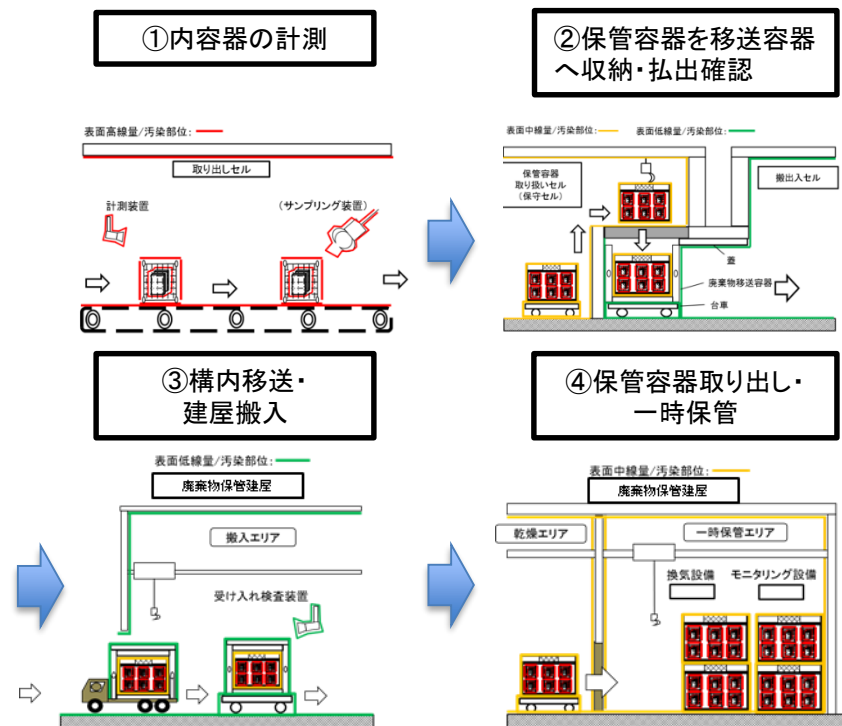 ①内容器の計測
表面高線量/汚染部位:
取り出しセル
計測装置
(サンプリング装置)
②保管容器を移送容器
へ収納・払出確認
表面中線量/汚染部位:
表面低線量/汚染部位:
保管容器
取り扱いセル
(保守セル)
搬出入セル
蓋
廃棄物移送容器
台車
③構内移送・
建屋搬入
表面低線量/汚染部位:
廃棄物保管建屋
搬入エリア
受け入れ検査装置
④保管容器取り出し・
一時保管
表面中線量/汚染部位:
廃棄物保管建屋
乾燥エリア
一時保管エリア
換気設備
モニタリング設備